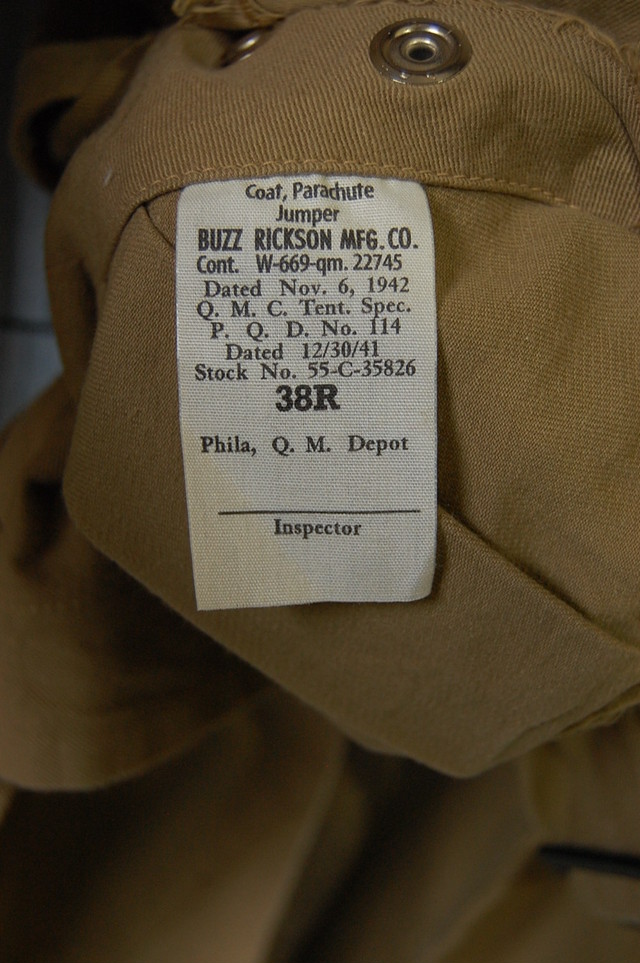 Coat, Parachute
Jumper
BUZZ RICKSON MFG. CO.
Cont. W-669-qm. 22745
Dated Nov. 6, 1942
Q. M. C. Tent. Spec.
P. Q. D. No. 114
Dated 12/30/41
Stock No. 55-C-35826
38R
Phila, Q. M. Depot
Inspector